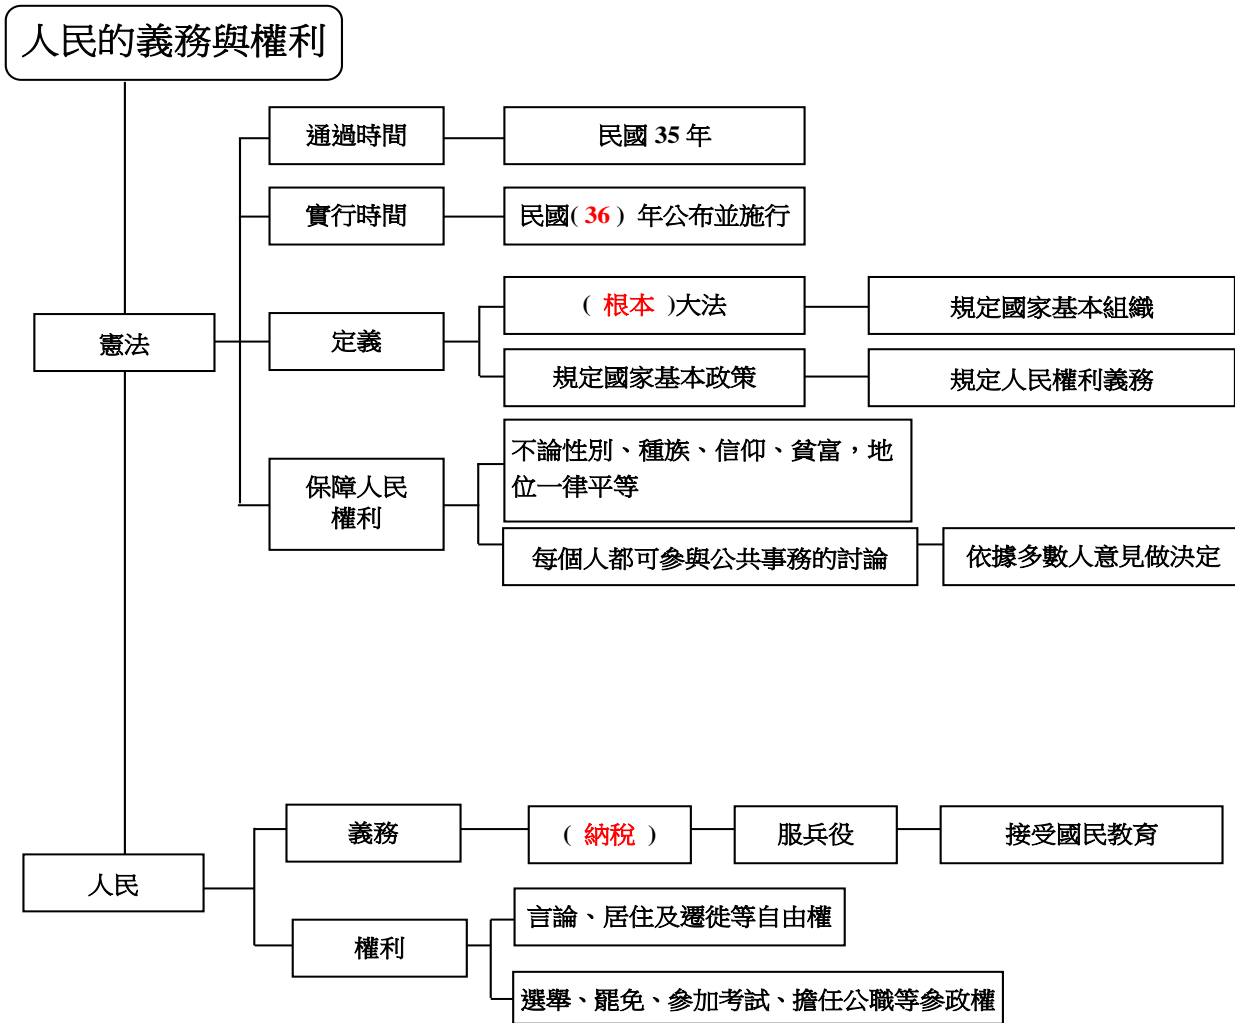 人民的義務與權利
通過時間
民國 35 年
實行時間
民國( 36 ) 年公布並施行
憲法
定義
( 根本 )大法
規定國家基本組織
規定國家基本政策
規定人民權利義務
保障人民
權利
不論性別、種族、信仰、貧富，地
位一律平等
每個人都可參與公共事務的討論
依據多數人意見做決定
人民
義務
( 納稅 )
服兵役
接受國民教育
權利
言論、居住及遷徙等自由權
選舉、罷免、參加考試、擔任公職等參政權